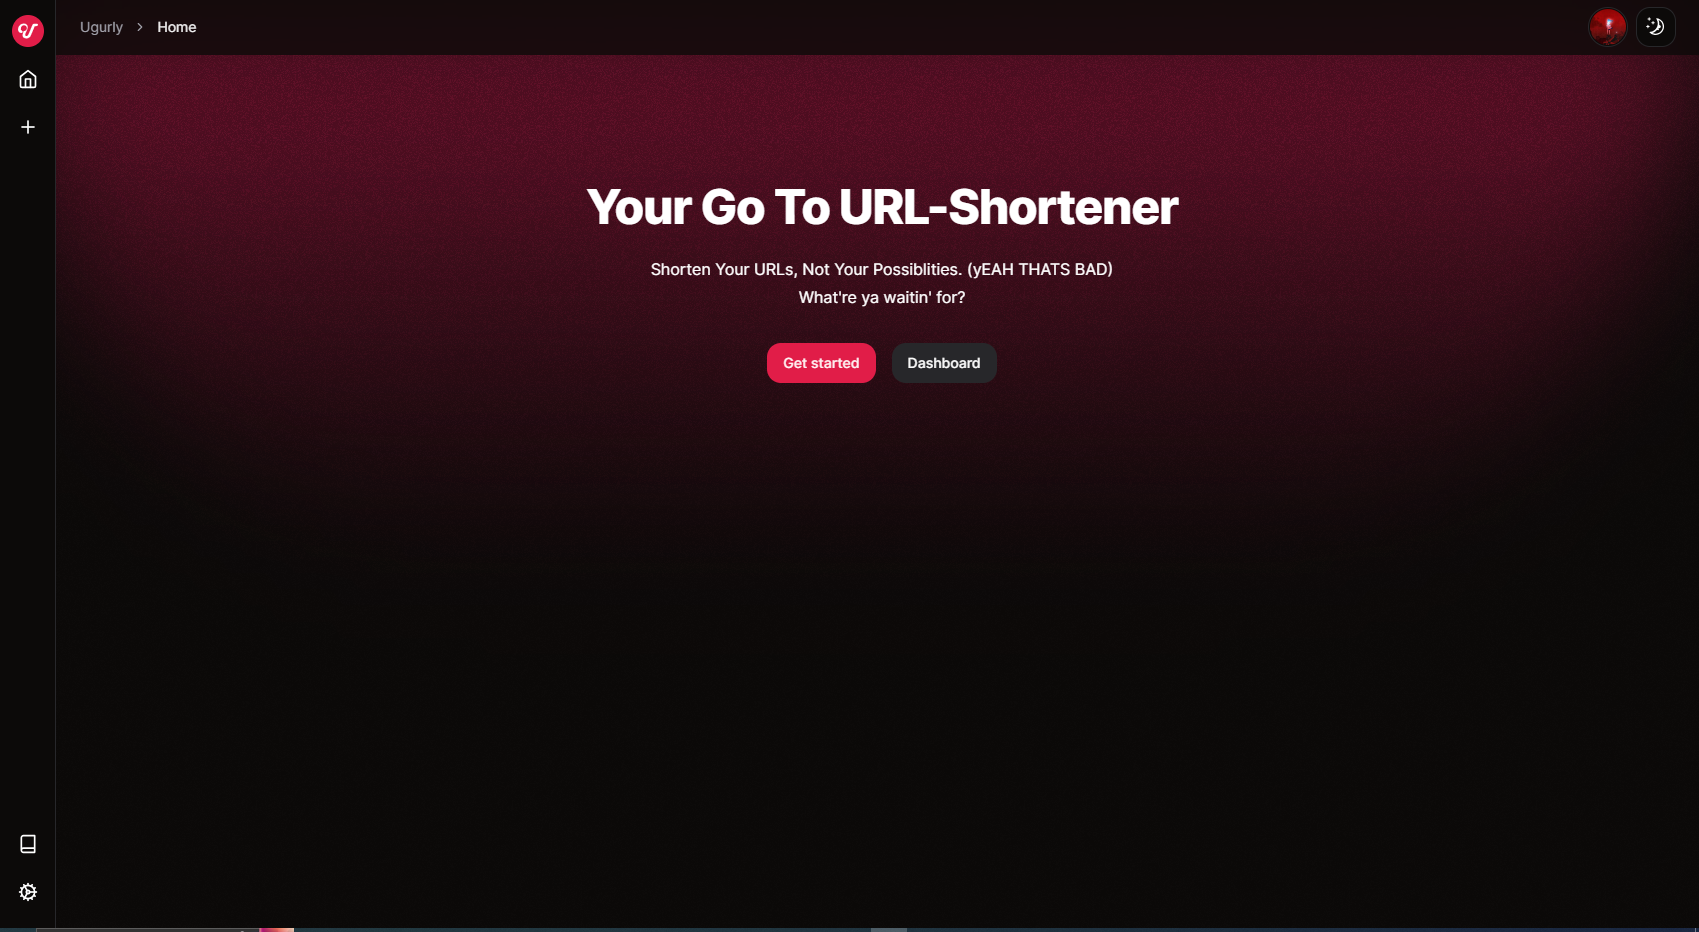 Ugurly > Home
Your Go To URL-Shortener
Shorten Your URLs, Not Your Possiblities. (yEAH THATS BAD)
What're ya waitin' for?
Get started
Dashboard